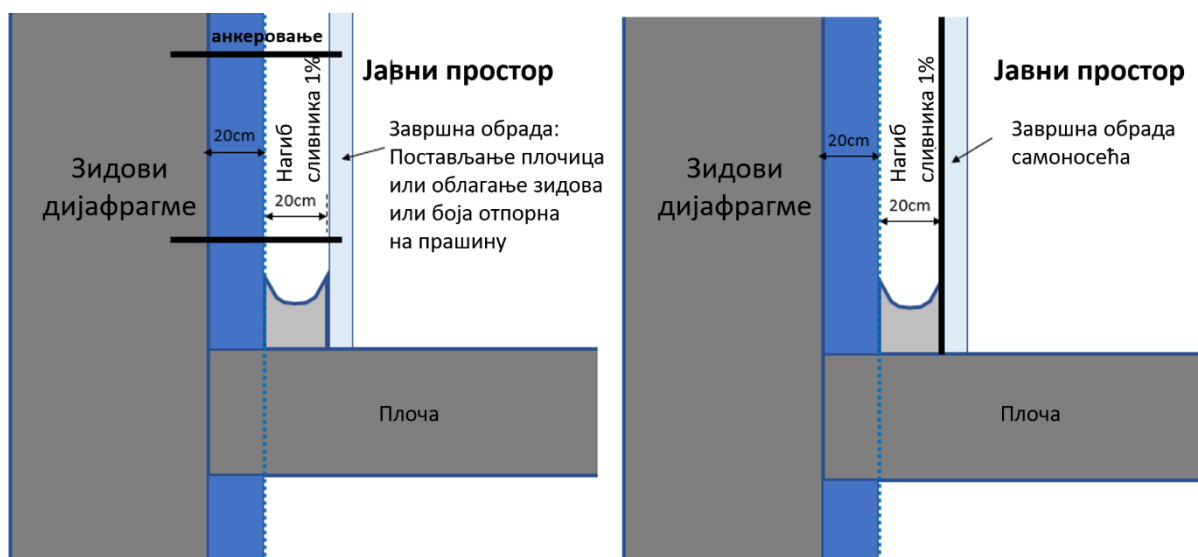 анкеровање
Јавни простор
Нагиб
сливника 1%
20cm
20cm
Завршна обрада:
Постављање плочица
или облагање зидова
или боја отпорна
на прашину
Зидови
дијафрагме
Плоча
Јавни простор
Нагиб
сливника 1%
20cm
20cm
Завршна обрада
самоносећа
Зидови
дијафрагме
Плоча